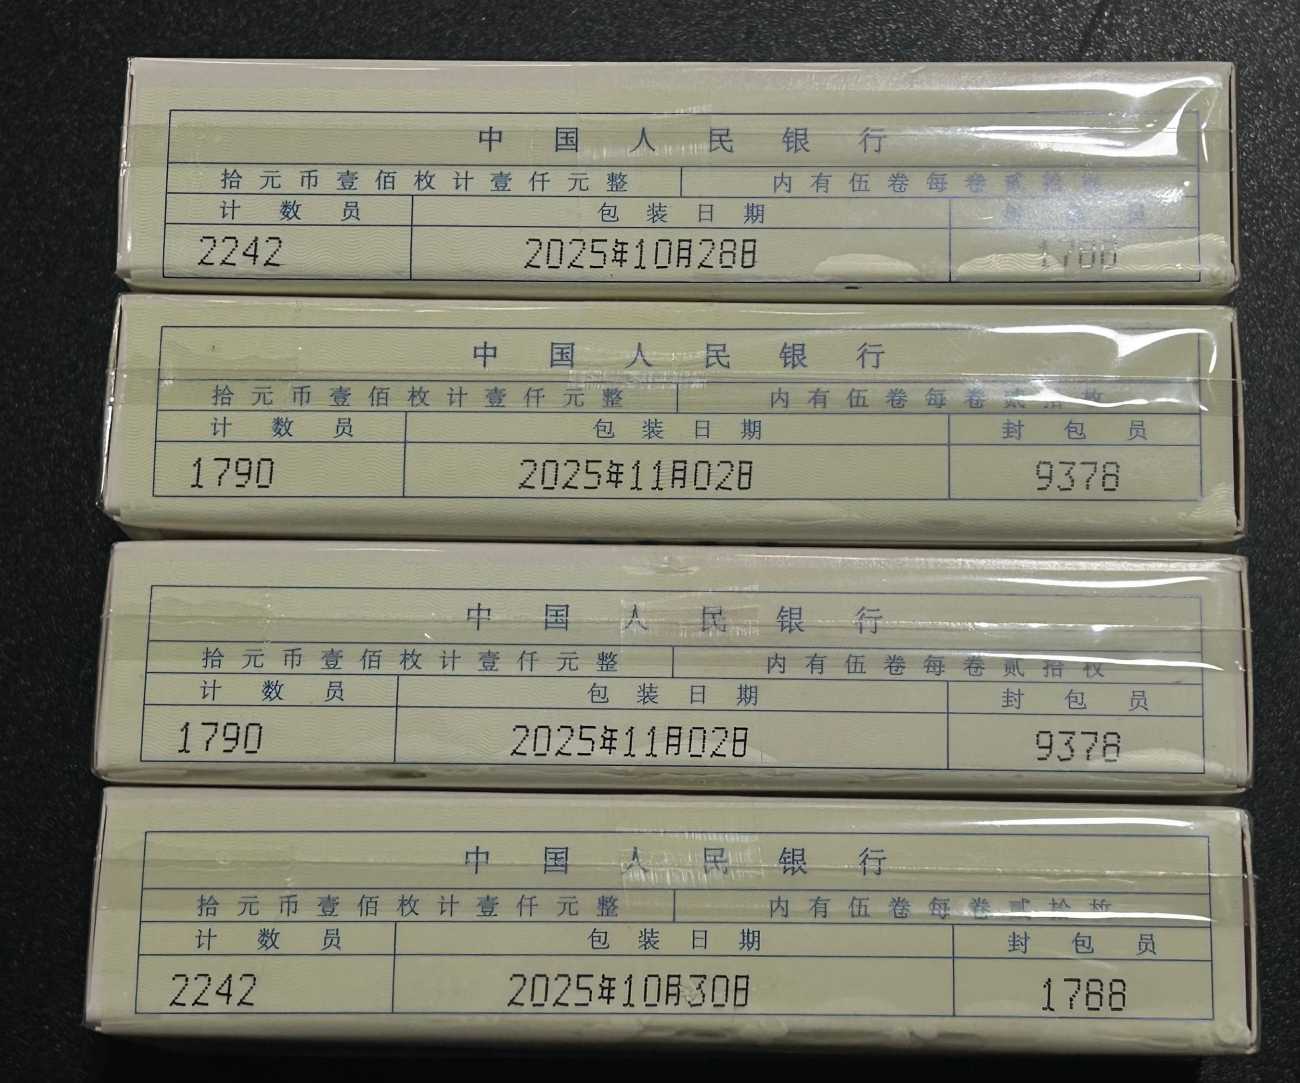 中国人民银行
拾元币壹佰枚计壹仟元整 内有伍卷每卷贰拾枚
计数员 包装日期 封包员
2242 2025年10月28日 1788
中国人民银行
拾元币壹佰枚计壹仟元整 内有伍卷每卷贰拾枚
计数员 包装日期 封包员
1790 2025年11月02日 9378
中国人民银行
拾元币壹佰枚计壹仟元整 内有伍卷每卷贰拾枚
计数员 包装日期 封包员
1790 2025年11月02日 9378
中国人民银行
拾元币壹佰枚计壹仟元整 内有伍卷每卷贰拾枚
计数员 包装日期 封包员
2242 2025年10月30日 1788